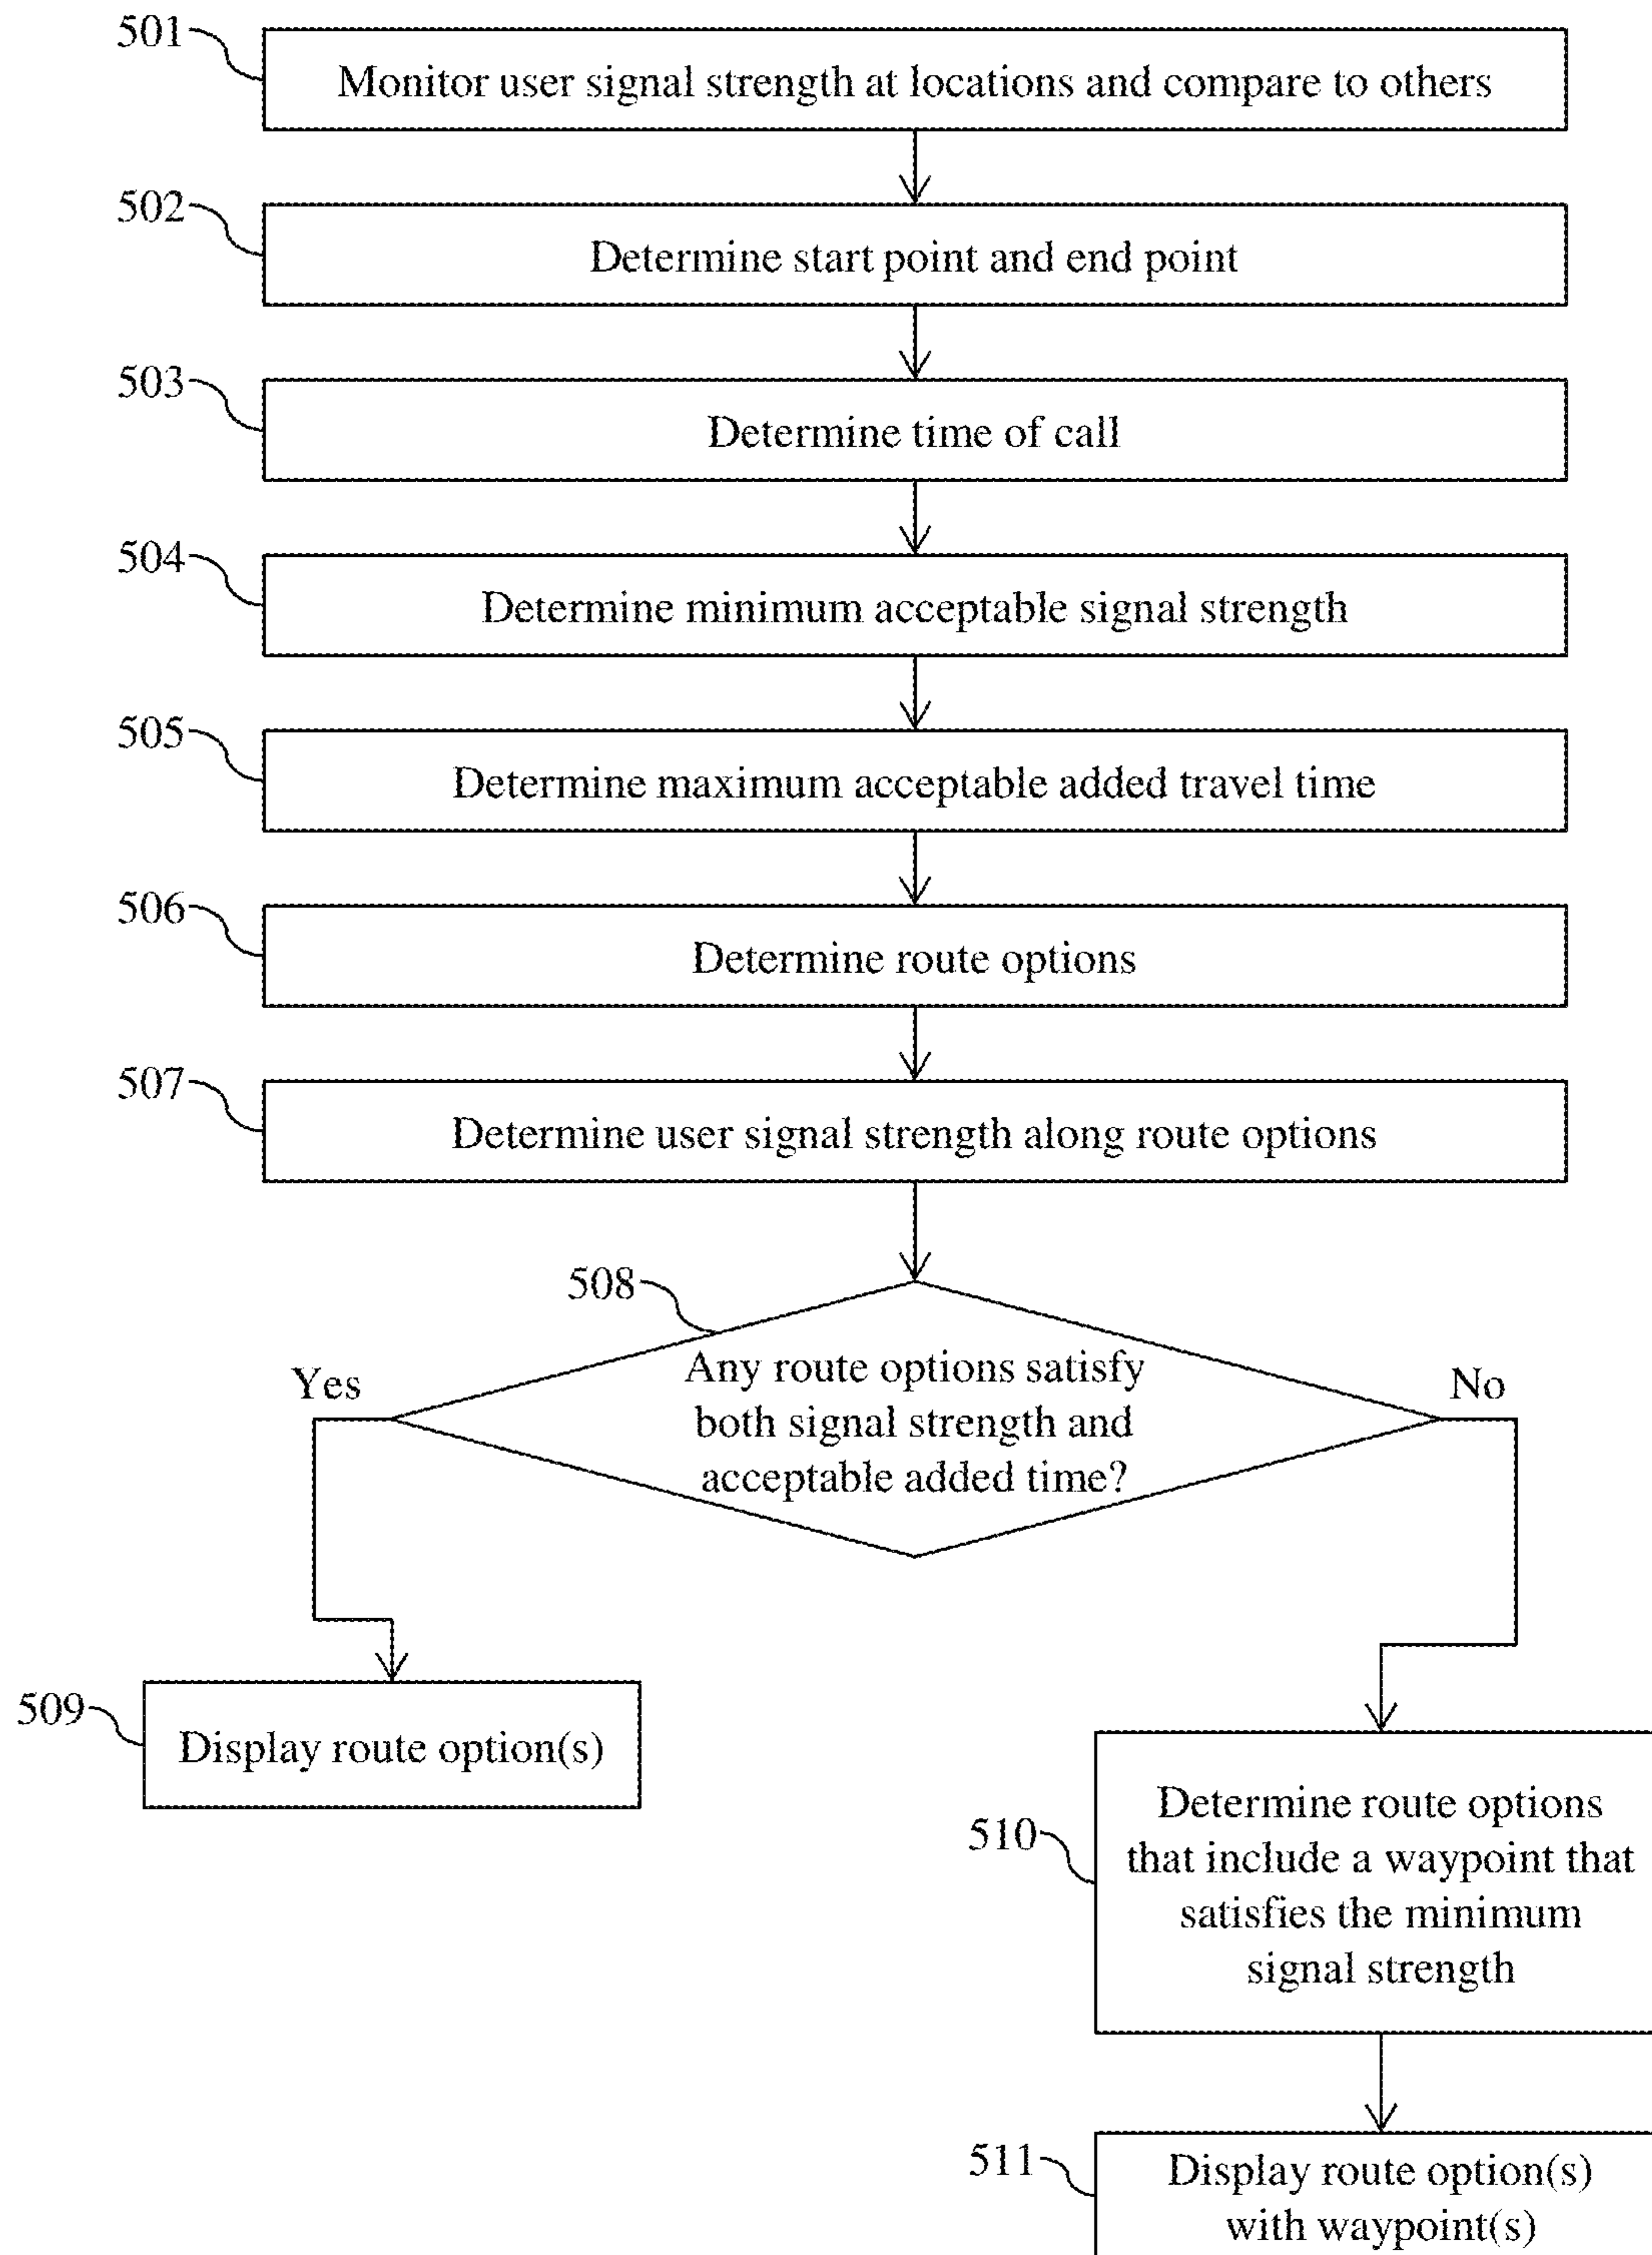 501
Monitor user signal strength at locations and compare to others
502
Determine start point and end point
503
Determine time of call
504
Determine minimum acceptable signal strength
505
Determine maximum acceptable added travel time
506
Determine route options
507
Determine user signal strength along route options
508
Any route options satisfy
both signal strength and
acceptable added time?
Yes
No
509
Display route option(s)
510
Determine route options
that include a waypoint that
satisfies the minimum
signal strength
511
Display route option(s)
with waypoint(s)